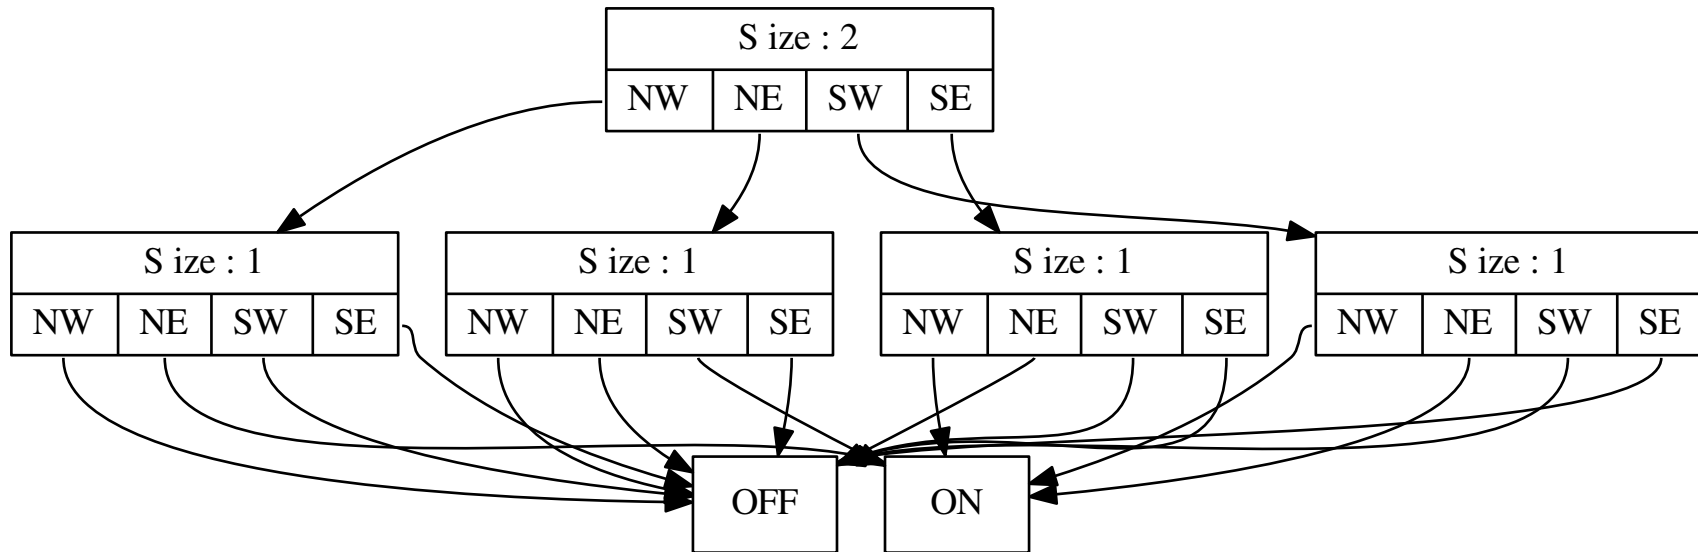 S ize : 2
NW NE SW SE
S ize : 1 S ize : 1 S ize : 1 S ize : 1
NW NE SW SE NW NE SW SE NW NE SW SE NW NE SW SE
OFF ON